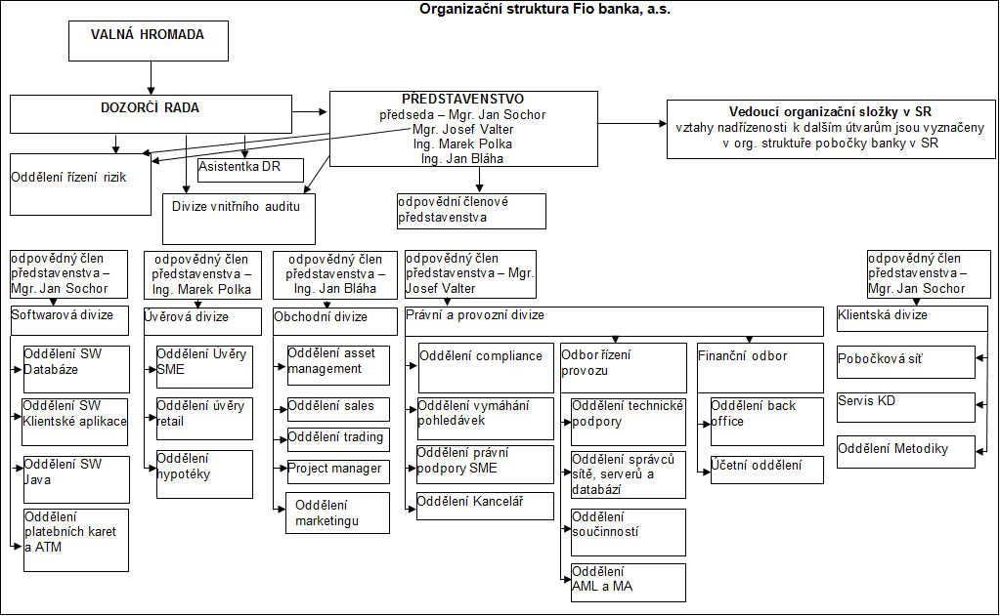 Organizační struktura Fio banka, a.s.
VALNÁ HROMADA
DOZORČÍ RADA
PŘEDSTAVENSTVO
předseda – Mgr. Jan Sochor
Mgr. Josef Valter
Ing. Marek Polka
Ing. Jan Bláha
Vedoucí organizační složky v SR
vztahy nadřízenosti k dalším útvarům jsou vyznačeny
v org. struktuře pobočky banky v SR
Oddělení řízení rizik
Asistentka DR
Divize vnitřního auditu
odpovědní členové
představenstva
odpovědný člen
představenstva –
Mgr. Jan Sochor
Softwarová divize
Oddělení SW
Databáze
Oddělení SW
Klientské aplikace
Oddělení SW
Java
Oddělení
platebních karet
a ATM
odpovědný člen
představenstva –
Ing. Marek Polka
Úvěrová divize
Oddělení Úvěry
SME
Oddělení úvěry
retail
Oddělení
hypotéky
odpovědný člen
představenstva –
Ing. Jan Bláha
Obchodní divize
Oddělení asset
management
Oddělení sales
Oddělení trading
Project manager
Oddělení
marketingu
odpovědný člen
představenstva – Mgr.
Josef Valter
Právní a provozní divize
Oddělení compliance
Oddělení vymáhání
pohledávek
Oddělení právní
podpory SME
Oddělení Kancelář
Odbor řízení
provozu
Oddělení technické
podpory
Oddělení správců
sítě, serverů a
databází
Oddělení
součinností
Oddělení
AML a MA
Finanční odbor
Oddělení back
office
Účetní oddělení
odpovědný člen
představenstva –
Mgr. Jan Sochor
Klientská divize
Pobočková síť
Servis KD
Oddělení Metodiky